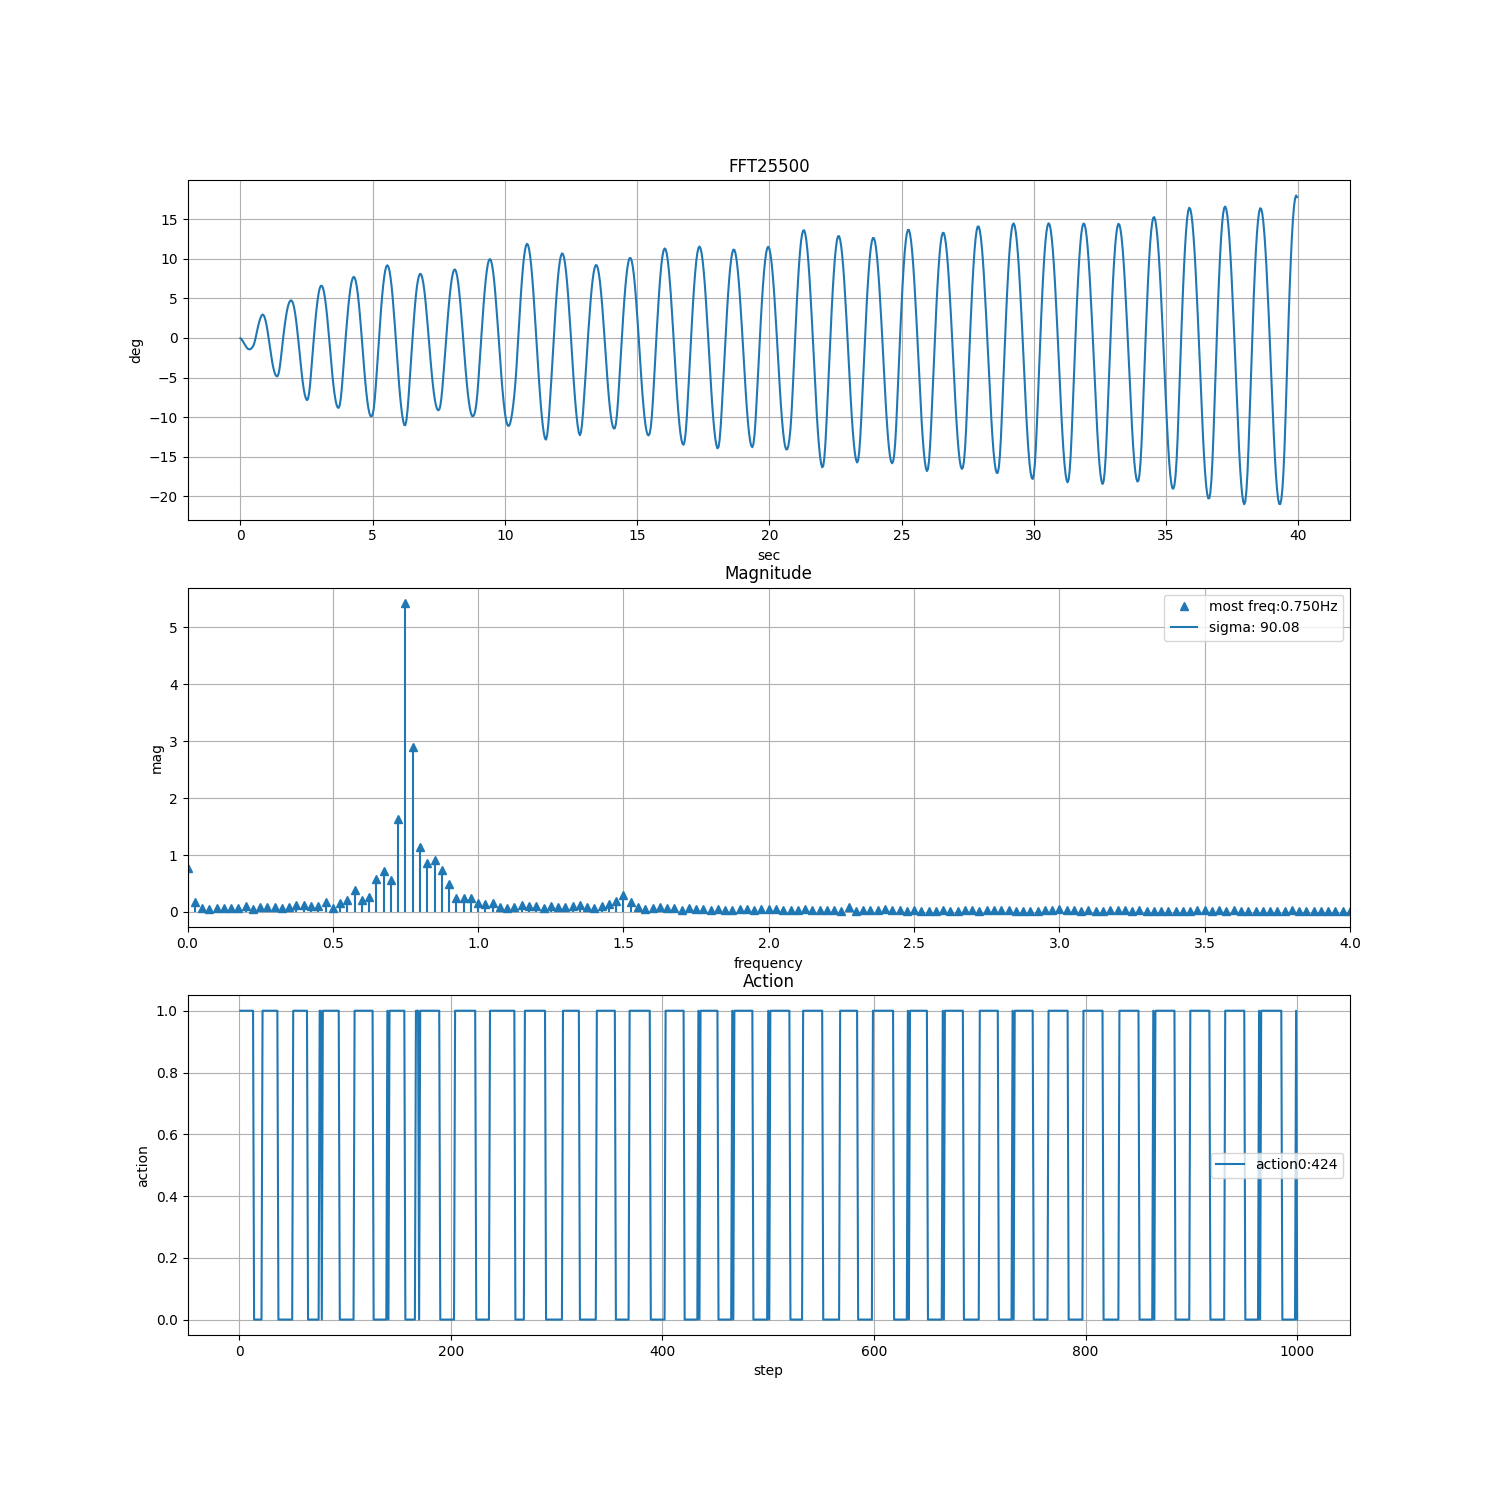 FFT25500
15
10
5
0
−5
−10
−15
−20
deg
0 5 10 15 20 25 30 35 40
sec
Magnitude
most freq:0.750Hz
sigma: 90.08
5
4
3
2
1
0
mag
0.0 0.5 1.0 1.5 2.0 2.5 3.0 3.5 4.0
frequency
Action
1.0
0.8
0.6
0.4
0.2
0.0
action
action0:424
0 200 400 600 800 1000
step